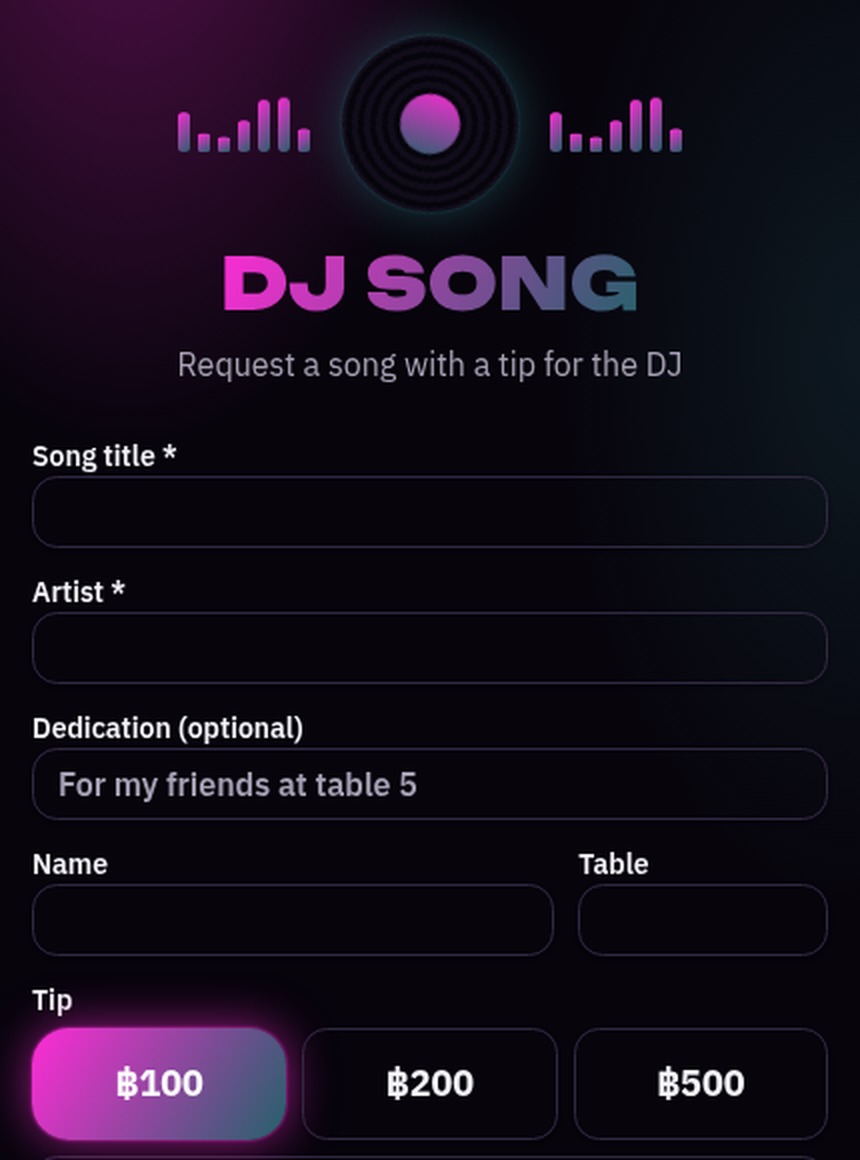 DJ SONG
Request a song with a tip for the DJ
Song title *
Artist *
Dedication (optional)
For my friends at table 5
Name Table
Tip
฿100 ฿200 ฿500